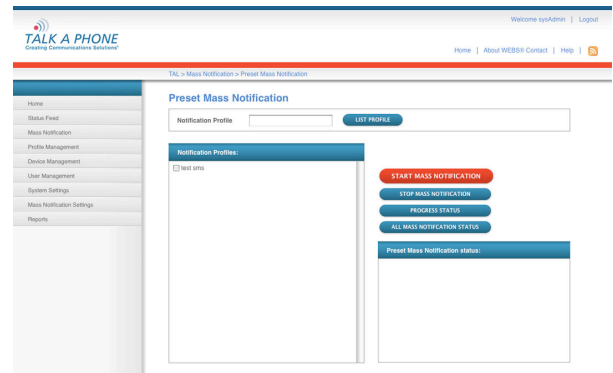 Welcome sysAdmin | Logout
TALK A PHONE
Creating Communications Solutions®
Home | About WEBS® Contact | Help |
TAL > Mass Notification > Preset Mass Notification
Home
Status Feed
Mass Notification
Profile Management
Device Management
User Management
System Settings
Mass Notification Settings
Reports
Preset Mass Notification
Notification Profile
LIST PROFILE
Notification Profiles:
test sms
START MASS NOTIFICATION
STOP MASS NOTIFICATION
PROGRESS STATUS
ALL MASS NOTIFCATION STATUS
Preset Mass Notification status: